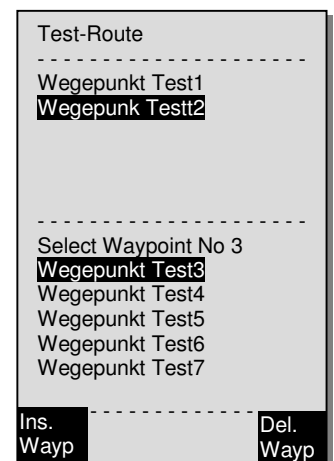 Test-Route
- - - - - - - - - - - - - - - - - - - - - -
Wegepunkt Test1
Wegepunk Testt2
- - - - - - - - - - - - - - - - - - - - - -
Select Waypoint No 3
Wegepunkt Test3
Wegepunkt Test4
Wegepunkt Test5
Wegepunkt Test6
Wegepunkt Test7
- - - - - - - - - - - - -
Ins. Del.
Wayp Wayp